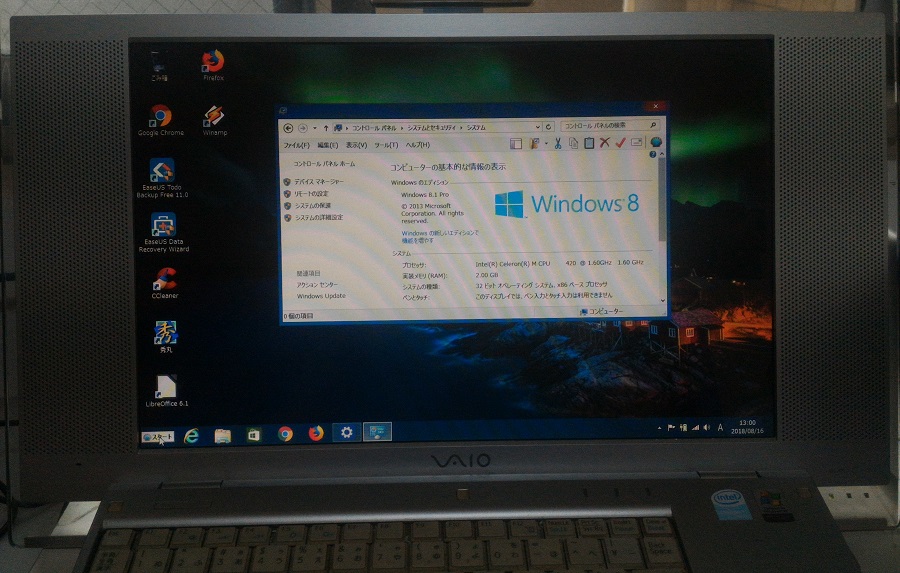 ごみ箱
Firefox
Google Chrome
Winamp
EaseUS Todo
Backup Free 11.0
EaseUS Data
Recovery Wizard
CCleaner
秀
秀丸
LibreOffice 6.1
コントロール パネル
システムとセキュリティ
システム
コントロール パネルの検索
ファイル(F) 編集(E) 表示(V) ツール(T) ヘルプ(H)
コントロール パネル ホーム
デバイス マネージャー
リモートの設定
システムの保護
システムの詳細設定
関連項目
アクション センター
Windows Update
コンピューターの基本的な情報の表示
Windows のエディション
Windows 8.1 Pro
© 2013 Microsoft
Corporation. All rights
reserved.
Windows の新しいエディションで
機能を増やす
Windows 8
システム
プロセッサ: Intel(R) Celeron(R) M CPU 420 @ 1.60GHz 1.60 GHz
実装メモリ (RAM): 2.00 GB
システムの種類: 32 ビット オペレーティング システム、x86 ベース プロセッサ
ペンとタッチ: このディスプレイでは、ペン入力とタッチ入力は利用できません
0 個の項目
コンピューター
スタート
A
13:00
2018/08/16
VAIO
intel